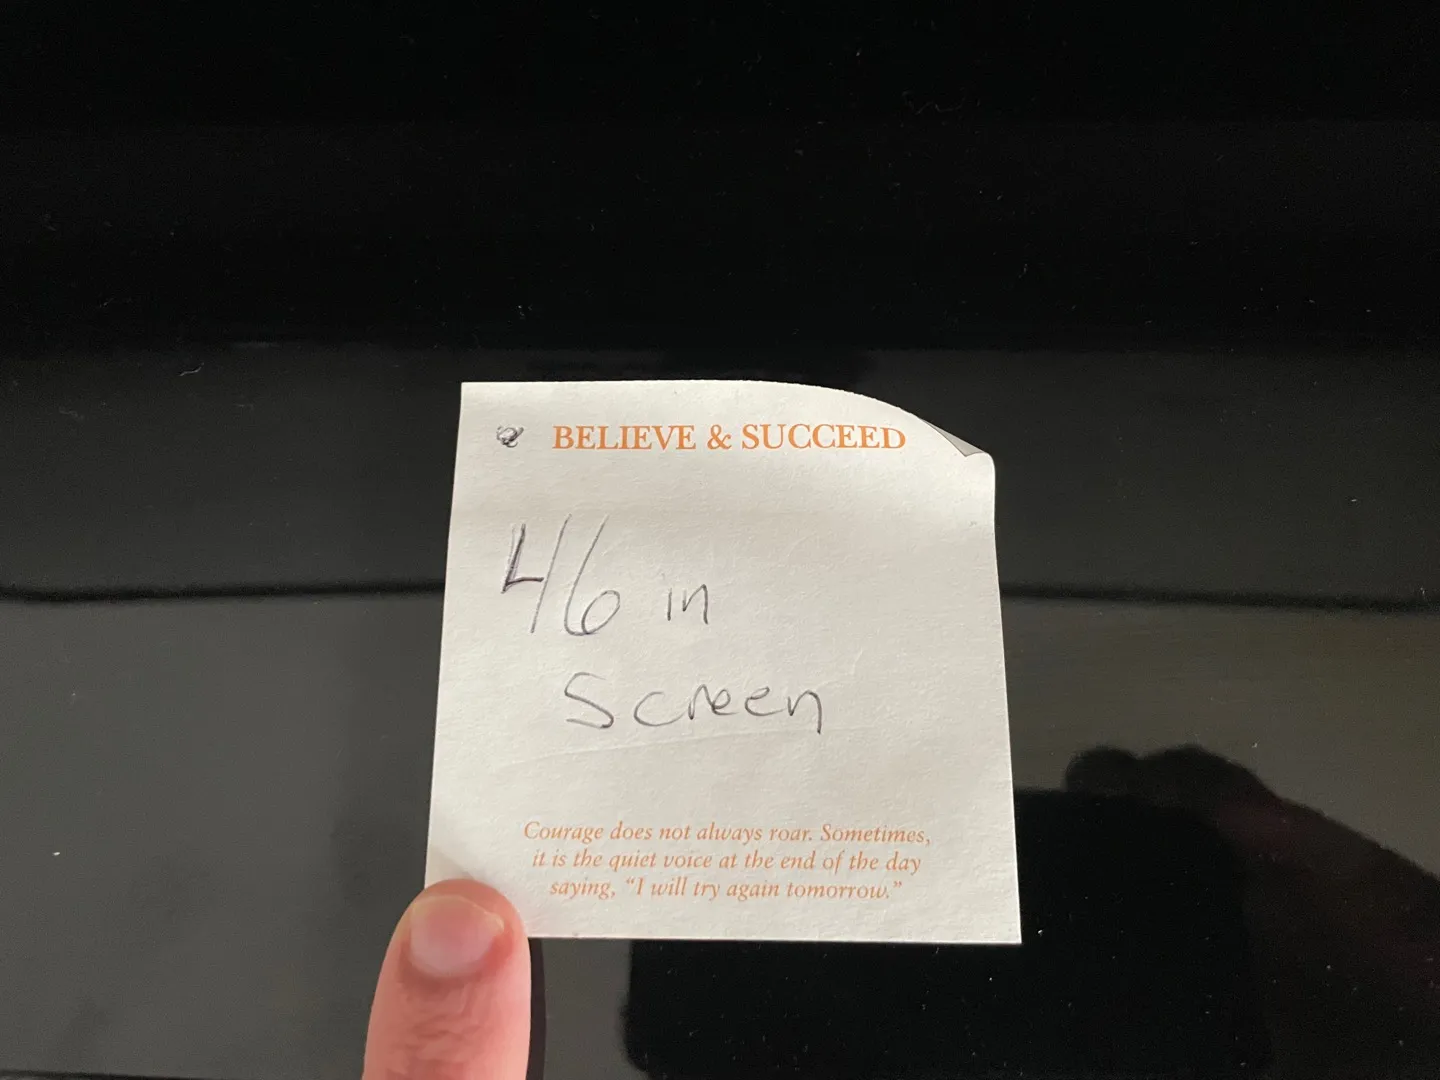 BELIEVE & SUCCEED
46 in
Screen
Courage does not always roar. Sometimes,
it is the quiet voice at the end of the day
saying, “I will try again tomorrow.”